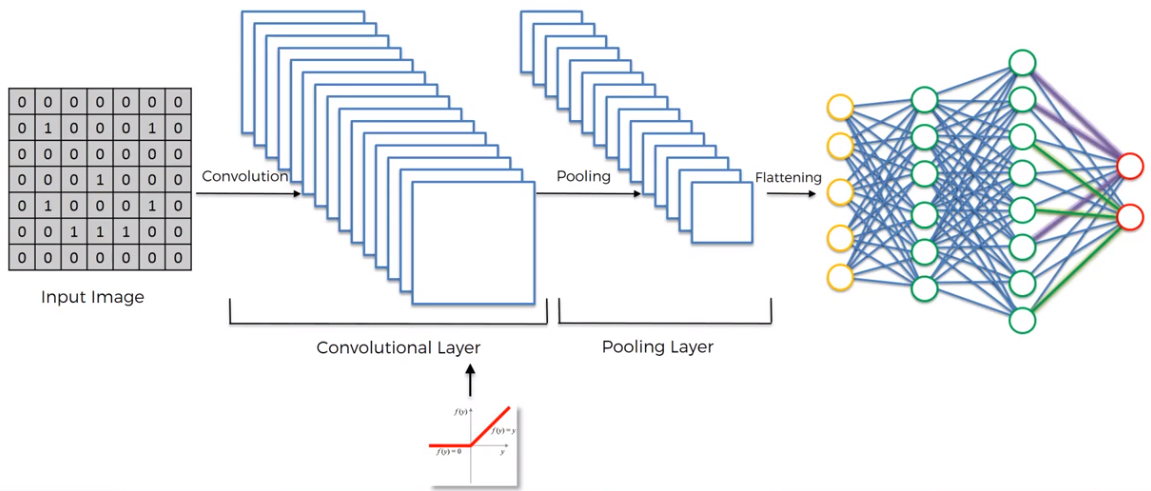 0 0 0 0 0 0 0
0 1 0 0 0 1 0
0 0 0 0 0 0 0
0 0 0 1 0 0 0
0 1 0 0 0 1 0
0 0 1 1 1 0 0
0 0 0 0 0 0 0
Input Image
Convolution
Pooling
Flattening
Convolutional Layer
Pooling Layer
f(y)
f(y)=y
f(y)=0
y